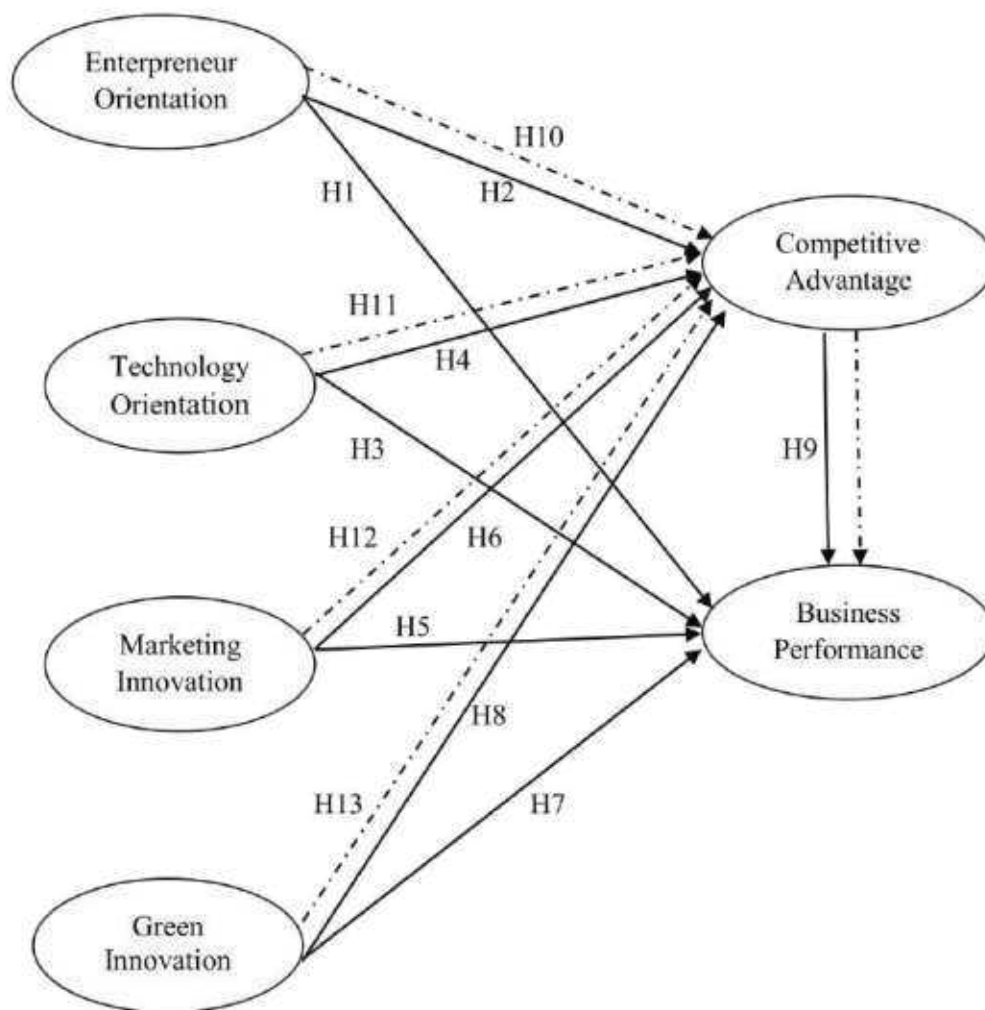 Enterpreneur
Orientation
H10
H1
H2
Competitive
Advantage
H11
H4
Technology
Orientation
H3
H9
H12
H6
Business
Performance
H5
Marketing
Innovation
H8
H13
H7
Green
Innovation